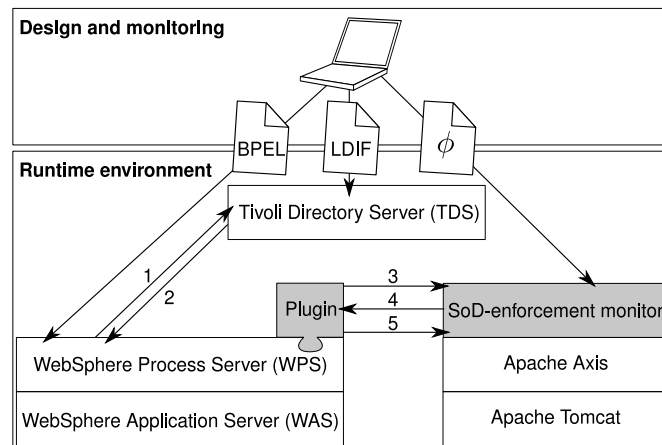 Design and monitoring
BPEL
LDIF
ϕ
Runtime environment
Tivoli Directory Server (TDS)
1
2
3
4
5
Plugin
SoD-enforcement monitor
WebSphere Process Server (WPS)
Apache Axis
WebSphere Application Server (WAS)
Apache Tomcat